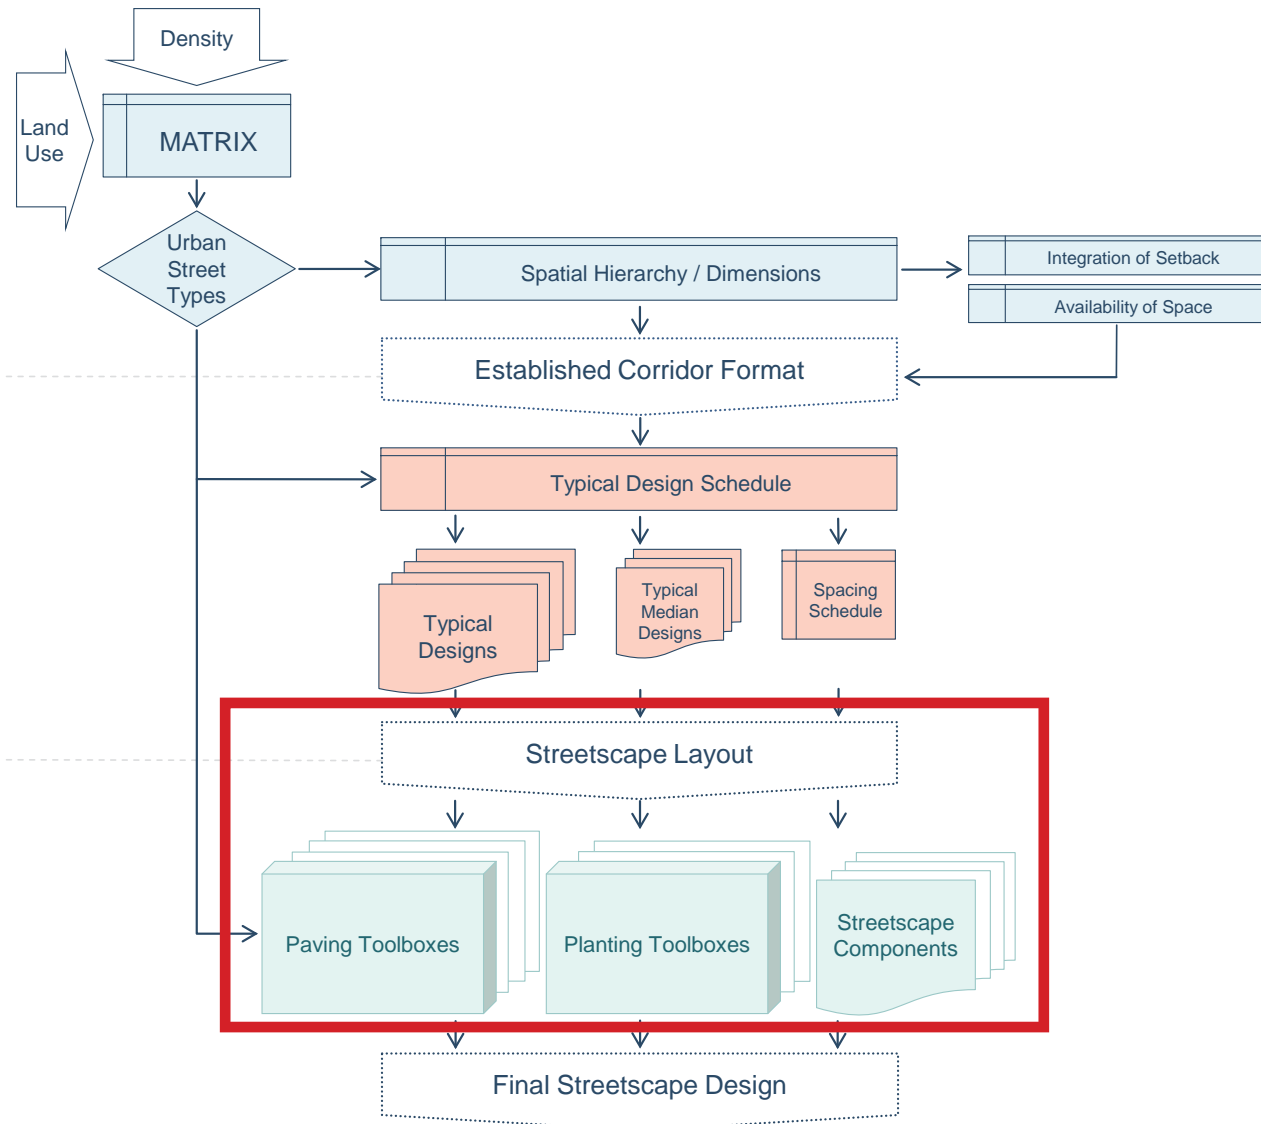 Density
Land
Use
MATRIX
Urban
Street
Types
Spatial Hierarchy / Dimensions
Integration of Setback
Availability of Space
Established Corridor Format
Typical Design Schedule
Typical
Designs
Typical
Median
Designs
Spacing
Schedule
Streetscape Layout
Paving Toolboxes
Planting Toolboxes
Streetscape
Components
Final Streetscape Design